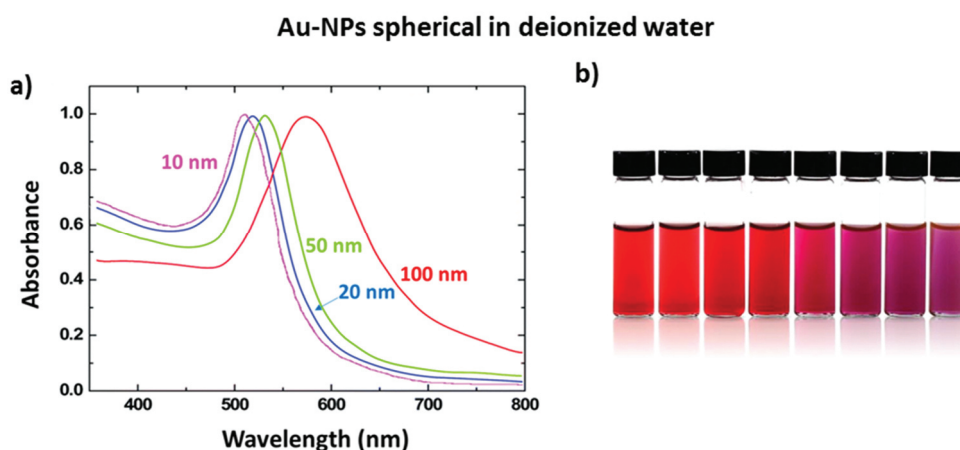 Au-NPs spherical in deionized water
a)
b)
1.0
0.8
0.6
0.4
0.2
0.0
Absorbance
10 nm
50 nm
20 nm
100 nm
400
500
600
700
800
Wavelength (nm)